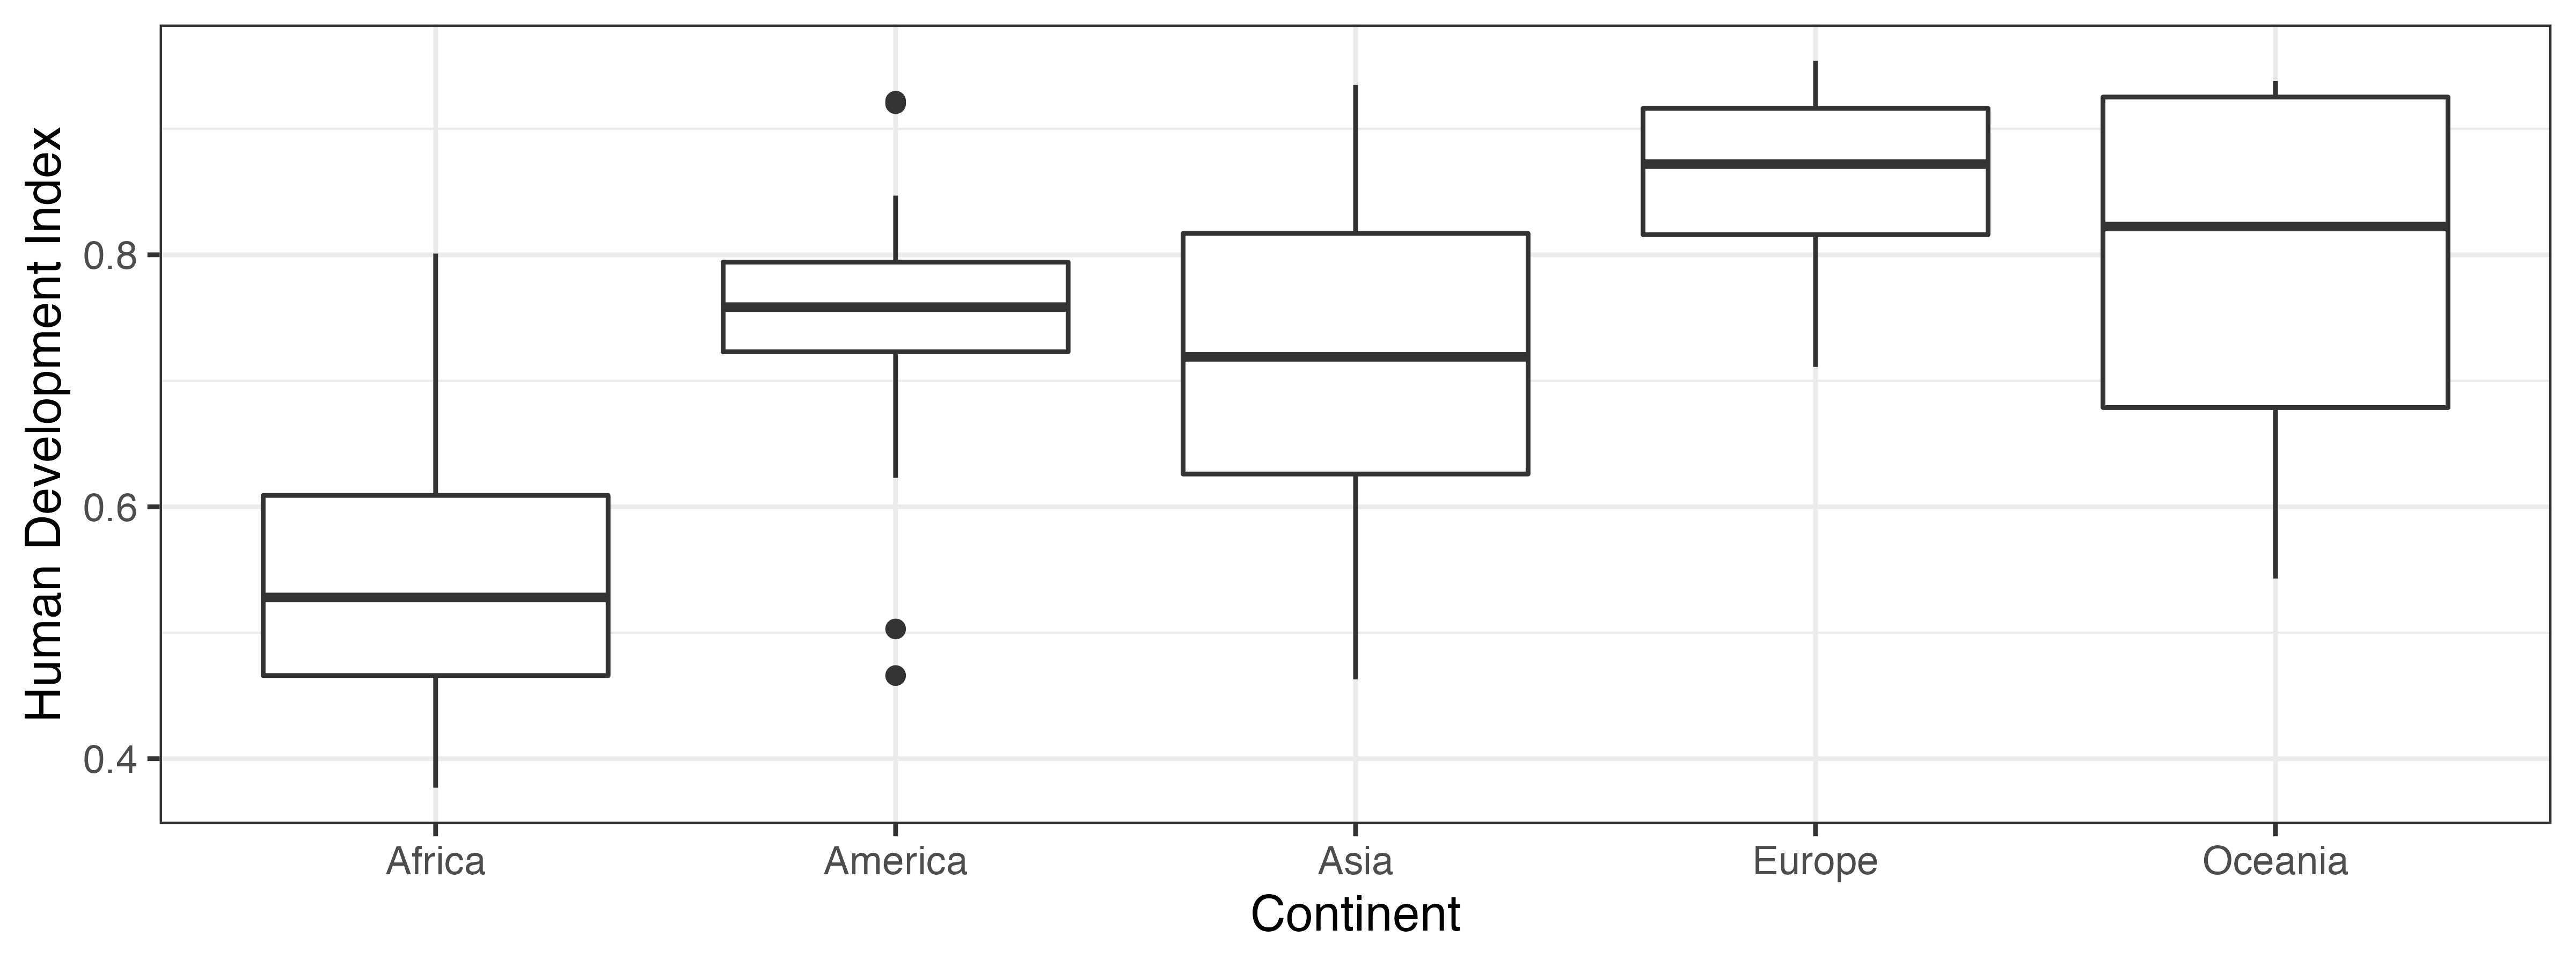 Human Development Index
0.8
0.6
0.4
Africa
America
Asia
Europe
Oceania
Continent